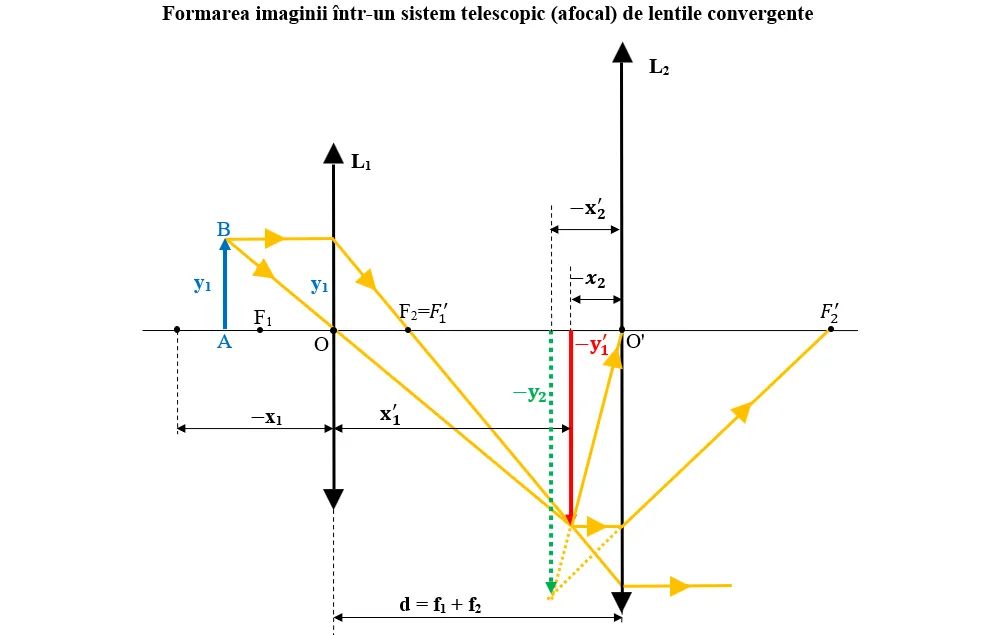 Formarea imaginii într-un sistem telescopic (afocal) de lentile convergente
L₂
L₁
−x′₂
B
y₁
y₁
−x₂
F₁
F₂=F′₁
F′₂
A
O
−y′₁
O'
−y₂
−x₁
x′₁
d = f₁ + f₂